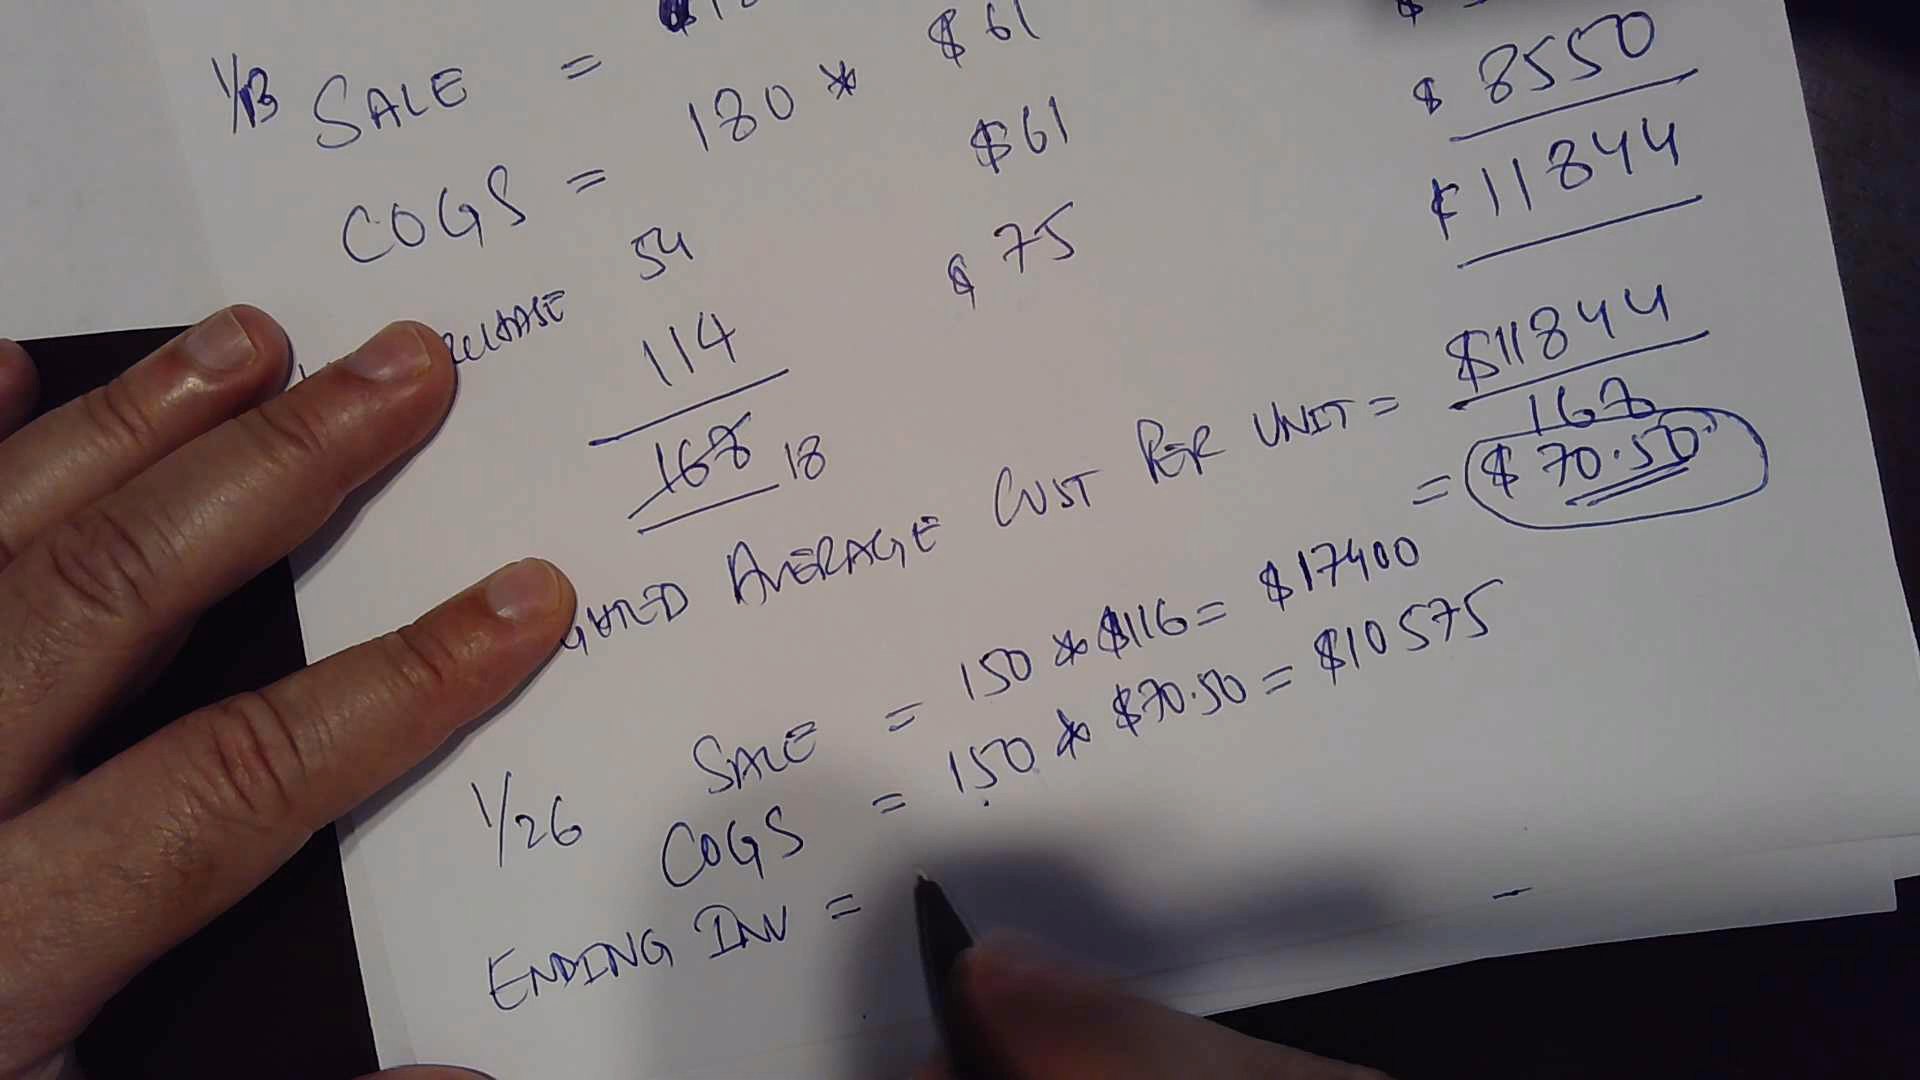 1/13 SALE =
COGS = 180 * $61
54 $61
114 $75 $8550
168 18 $11844
AVERAGE COST PER UNIT = $11844
168
= $70.50
1/26 SALE = 150 * $116 = $17400
COGS = 150 * $70.50 = $10575
ENDING INV =